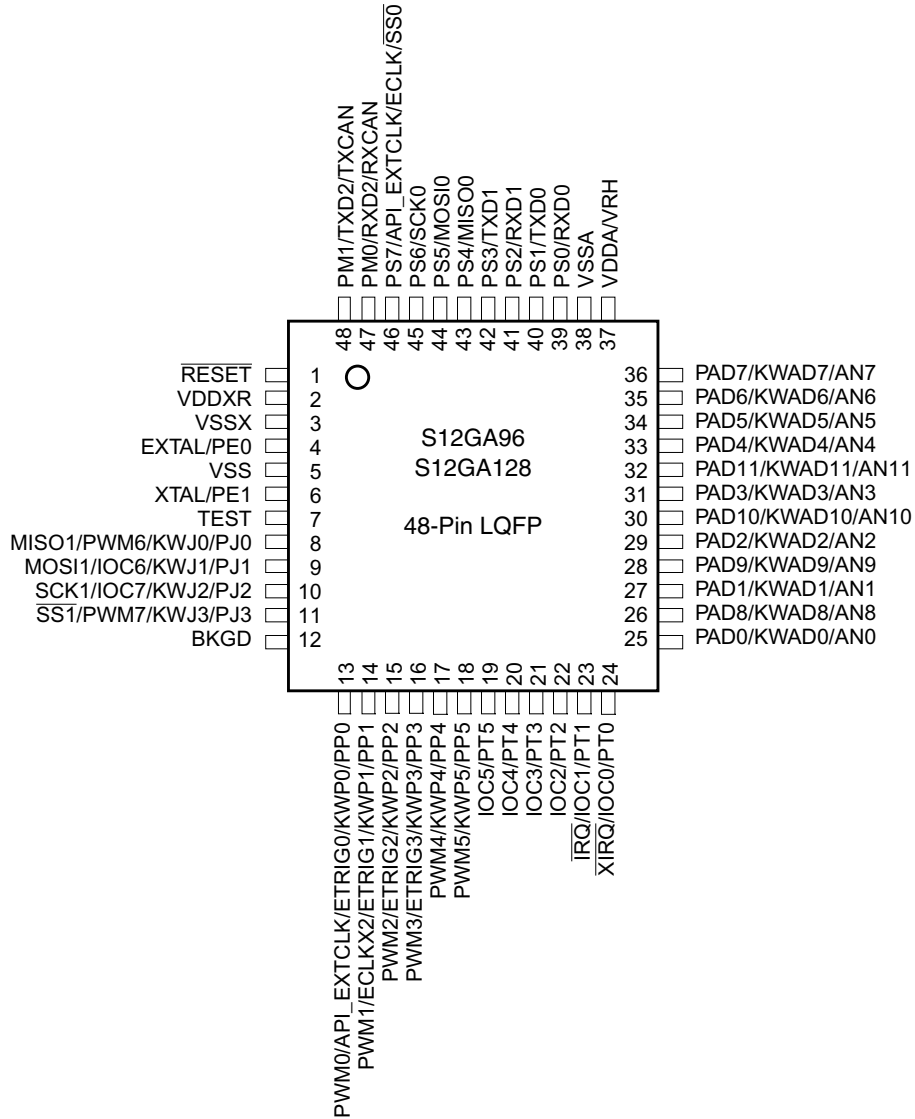 PM1/TXD2/TXCAN
PM0/RXD2/RXCAN
PS7/API_EXTCLK/ECLK/S̅S̅0̅
PS6/SCK0
PS5/MOSI0
PS4/MISO0
PS3/TXD1
PS2/RXD1
PS1/TXD0
PS0/RXD0
VSSA
VDDA/VRH
48
47
46
45
44
43
42
41
40
39
38
37
R̅E̅S̅E̅T̅ 1
VDDXR 2
VSSX 3
EXTAL/PE0 4
VSS 5
XTAL/PE1 6
TEST 7
MISO1/PWM6/KWJ0/PJ0 8
MOSI1/IOC6/KWJ1/PJ1 9
SCK1/IOC7/KWJ2/PJ2 10
S̅S̅1̅/PWM7/KWJ3/PJ3 11
BKGD 12
S12GA96
S12GA128
48-Pin LQFP
36 PAD7/KWAD7/AN7
35 PAD6/KWAD6/AN6
34 PAD5/KWAD5/AN5
33 PAD4/KWAD4/AN4
32 PAD11/KWAD11/AN11
31 PAD3/KWAD3/AN3
30 PAD10/KWAD10/AN10
29 PAD2/KWAD2/AN2
28 PAD9/KWAD9/AN9
27 PAD1/KWAD1/AN1
26 PAD8/KWAD8/AN8
25 PAD0/KWAD0/AN0
13
14
15
16
17
18
19
20
21
22
23
24
PWM0/API_EXTCLK/ETRIG0/KWP0/PP0
PWM1/ECLKX2/ETRIG1/KWP1/PP1
PWM2/ETRIG2/KWP2/PP2
PWM3/ETRIG3/KWP3/PP3
PWM4/KWP4/PP4
PWM5/KWP5/PP5
IOC5/PT5
IOC4/PT4
IOC3/PT3
IOC2/PT2
I̅R̅Q̅/IOC1/PT1
X̅I̅R̅Q̅/IOC0/PT0